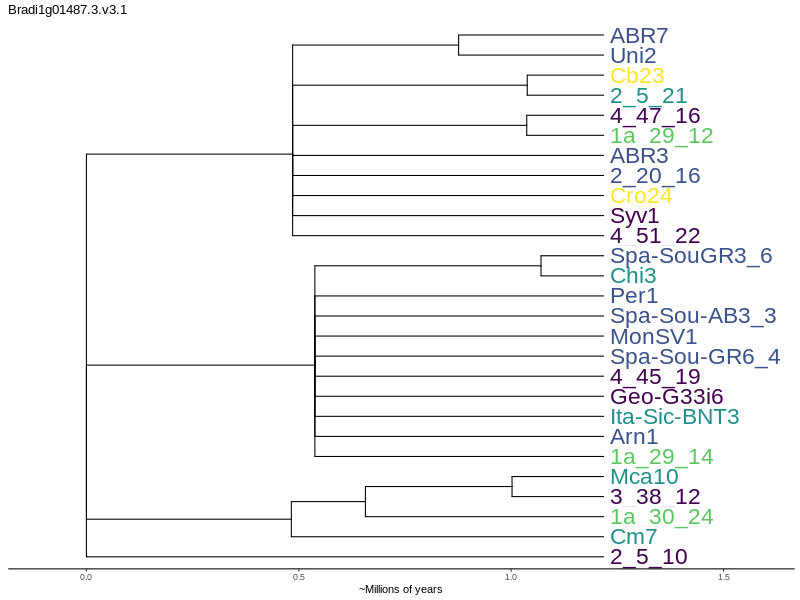 Bradi1g01487.3.v3.1
ABR7
Uni2
Cb23
2_5_21
4_47_16
1a_29_12
ABR3
2_20_16
Cro24
Syv1
4_51_22
Spa-SouGR3_6
Chi3
Per1
Spa-Sou-AB3_3
MonSV1
Spa-Sou-GR6_4
4_45_19
Geo-G33i6
Ita-Sic-BNT3
Arn1
1a_29_14
Mca10
3_38_12
1a_30_24
Cm7
2_5_10
0.0 0.5 1.0 1.5
~Millions of years